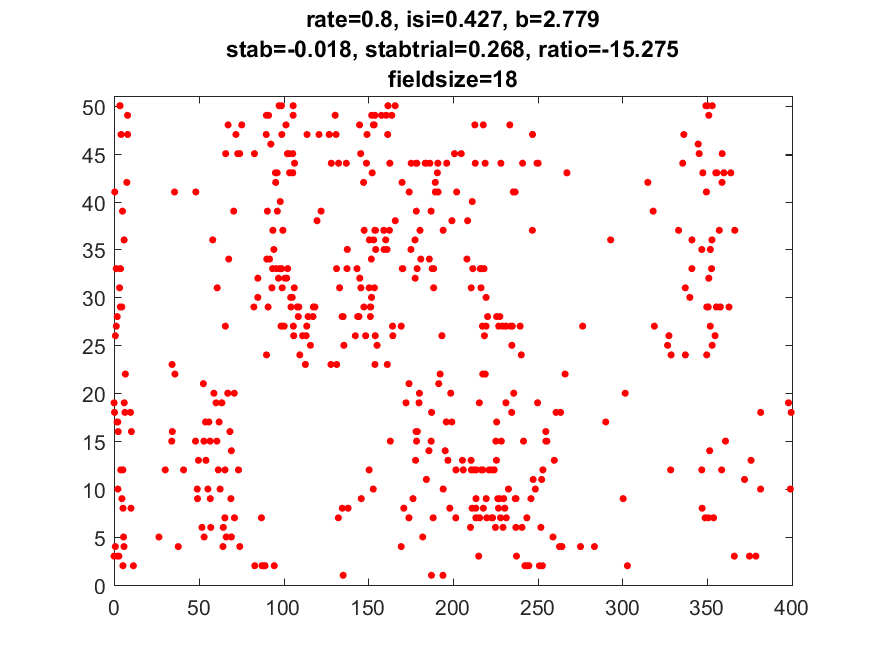 rate=0.8, isi=0.427, b=2.779
stab=-0.018, stabtrial=0.268, ratio=-15.275
fieldsize=18
50
45
40
35
30
25
20
15
10
5
0
0 50 100 150 200 250 300 350 400